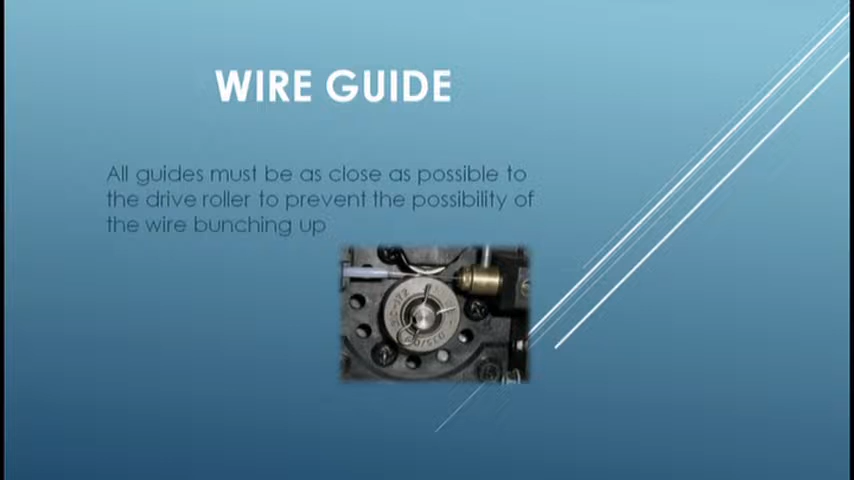 WIRE GUIDE
All guides must be as close as possible to
the drive roller to prevent the possibility of
the wire bunching up